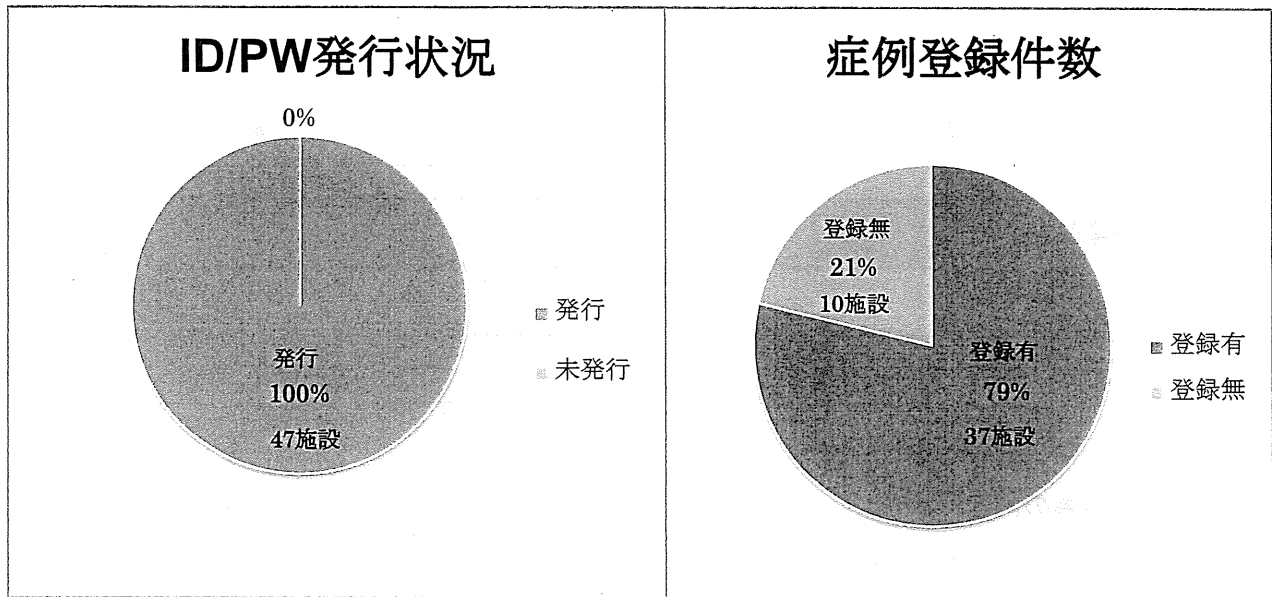 ID/PW発行状況
0%
発行
100%
47施設
発行
未発行
症例登録件数
登録無
21%
10施設
登録有
79%
37施設
登録有
登録無